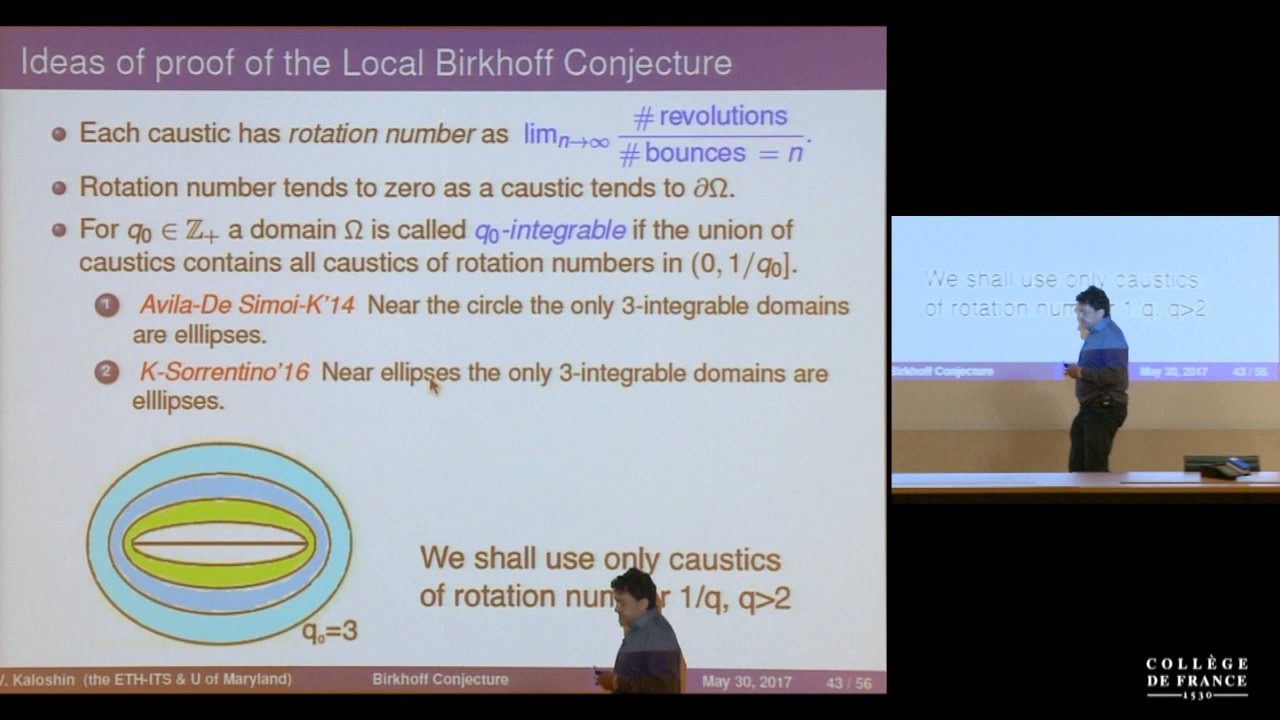 Ideas of proof of the Local Birkhoff Conjecture
Each caustic has rotation number as lim n→∞ # revolutions / # bounces = n .
Rotation number tends to zero as a caustic tends to ∂Ω.
For q₀ ∈ ℤ₊ a domain Ω is called q₀-integrable if the union of
caustics contains all caustics of rotation numbers in (0, 1/q₀].
1 Avila-De Simoi-K'14 Near the circle the only 3-integrable domains
are elllipses.
2 K-Sorrentino'16 Near ellipses the only 3-integrable domains are
elllipses.
q₀=3
We shall use only caustics
of rotation num r 1/q, q>2
V. Kaloshin (the ETH-ITS & U of Maryland) Birkhoff Conjecture May 30, 2017 43 / 56
We shall use only caustics
of rotation num 1/q, q>2
Birkhoff Conjecture May 30, 2017 43 / 56
COLLÈGE
DE FRANCE
1530